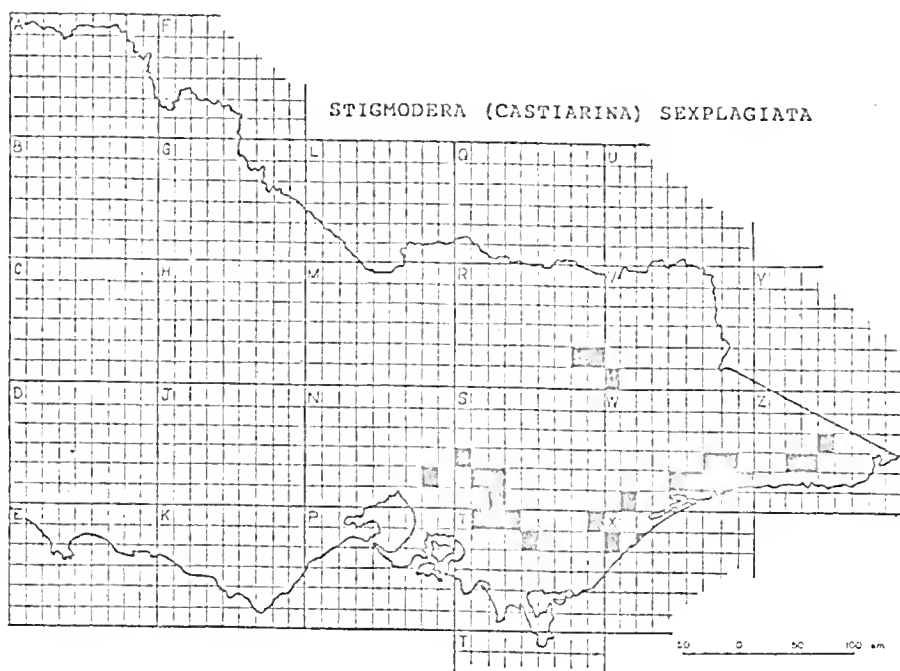 A F
STIGMODERA (CASTIARINA) SEXPLAGIATA
B G L Q U
C H M R V Y
D J N S W Z
E K P T X
T
50 0 50 100 km